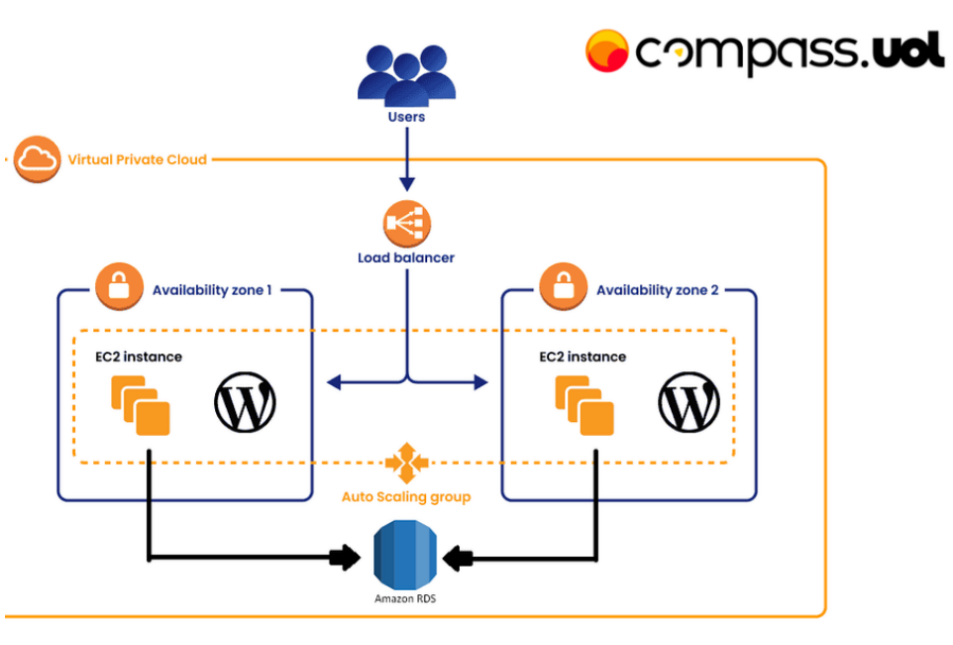 compass.uol
Users
Virtual Private Cloud
Load balancer
Availability zone 1
Availability zone 2
EC2 instance
EC2 instance
Auto Scaling group
Amazon RDS